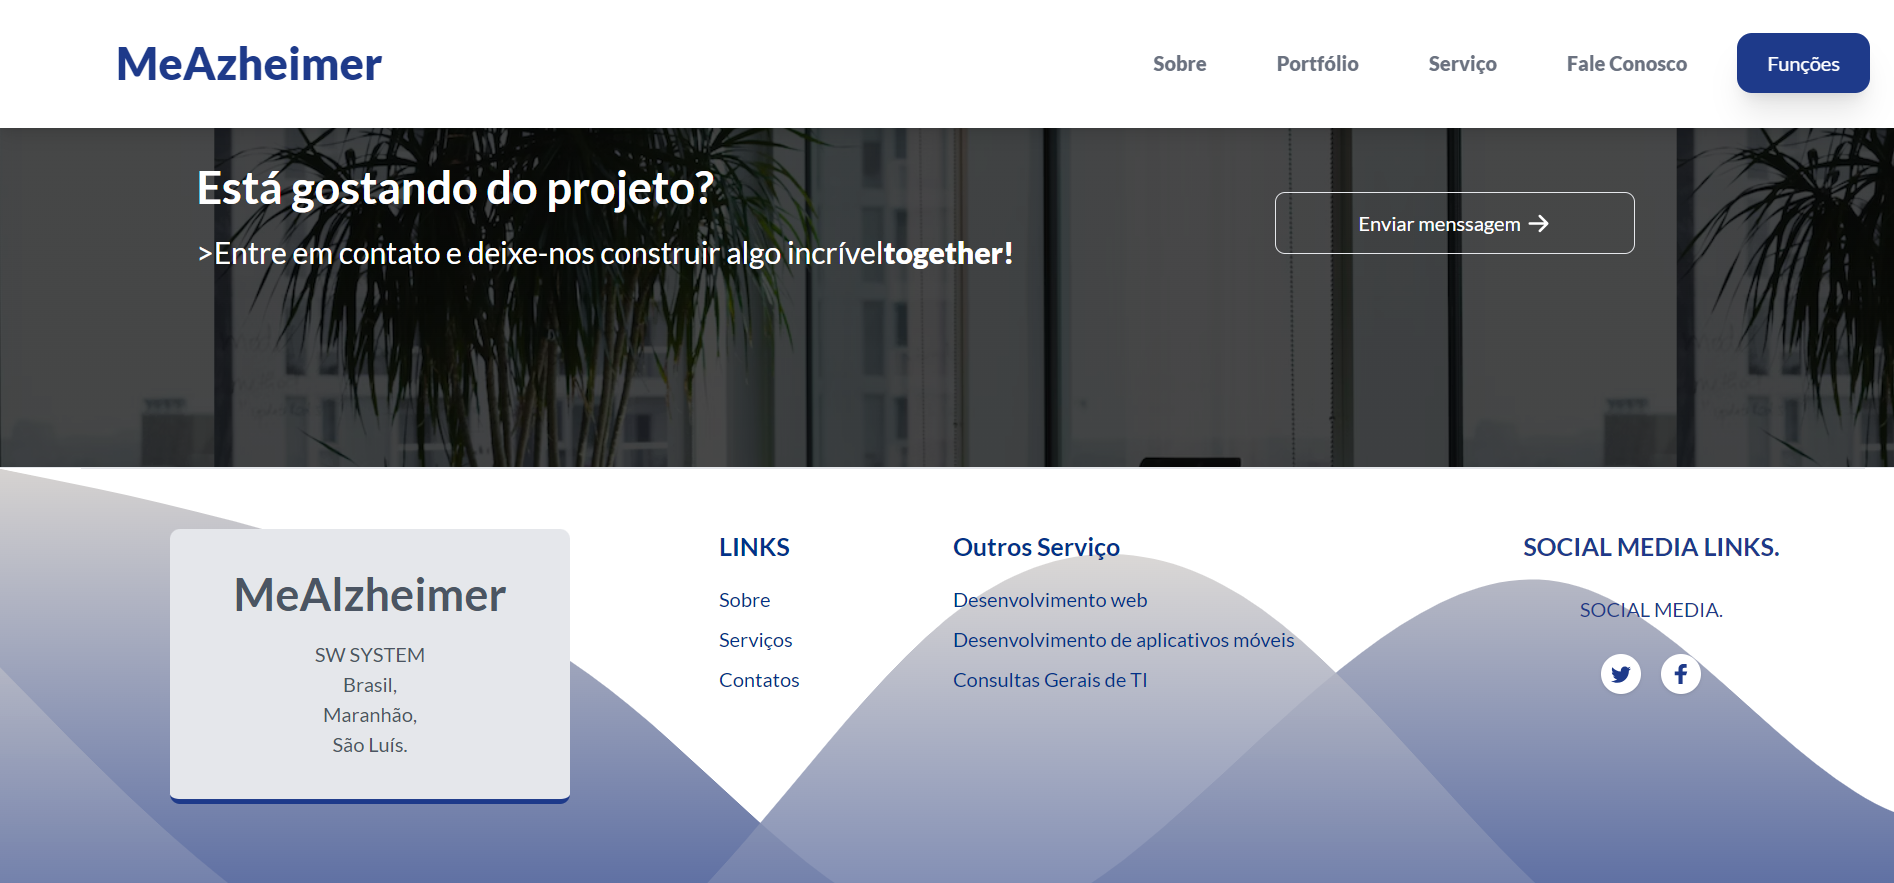 MeAzheimer
Sobre
Portfólio
Serviço
Fale Conosco
Funções
Está gostando do projeto?
>Entre em contato e deixe-nos construir algo incríveltogether!
Enviar menssagem
MeAlzheimer
SW SYSTEM
Brasil,
Maranhão,
São Luís.
LINKS
Sobre
Serviços
Contatos
Outros Serviço
Desenvolvimento web
Desenvolvimento de aplicativos móveis
Consultas Gerais de TI
SOCIAL MEDIA LINKS.
SOCIAL MEDIA.